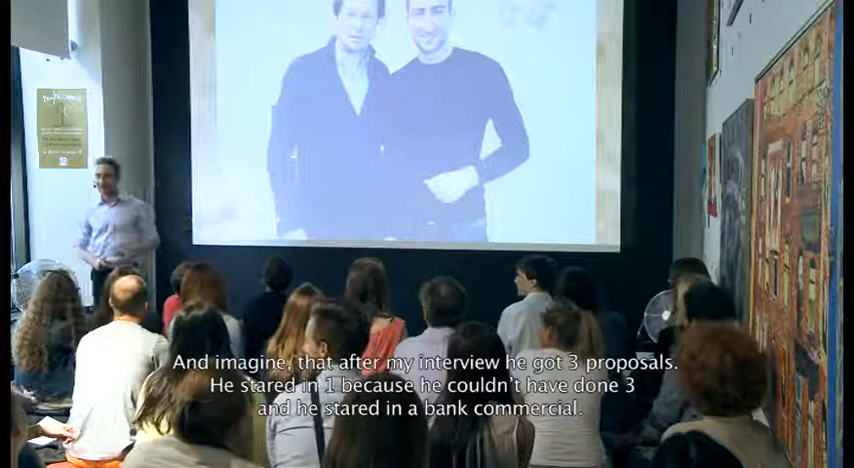 And imagine, that after my interview he got 3 proposals.
He stared in 1 because he couldn't have done 3
and he stared in a bank commercial.